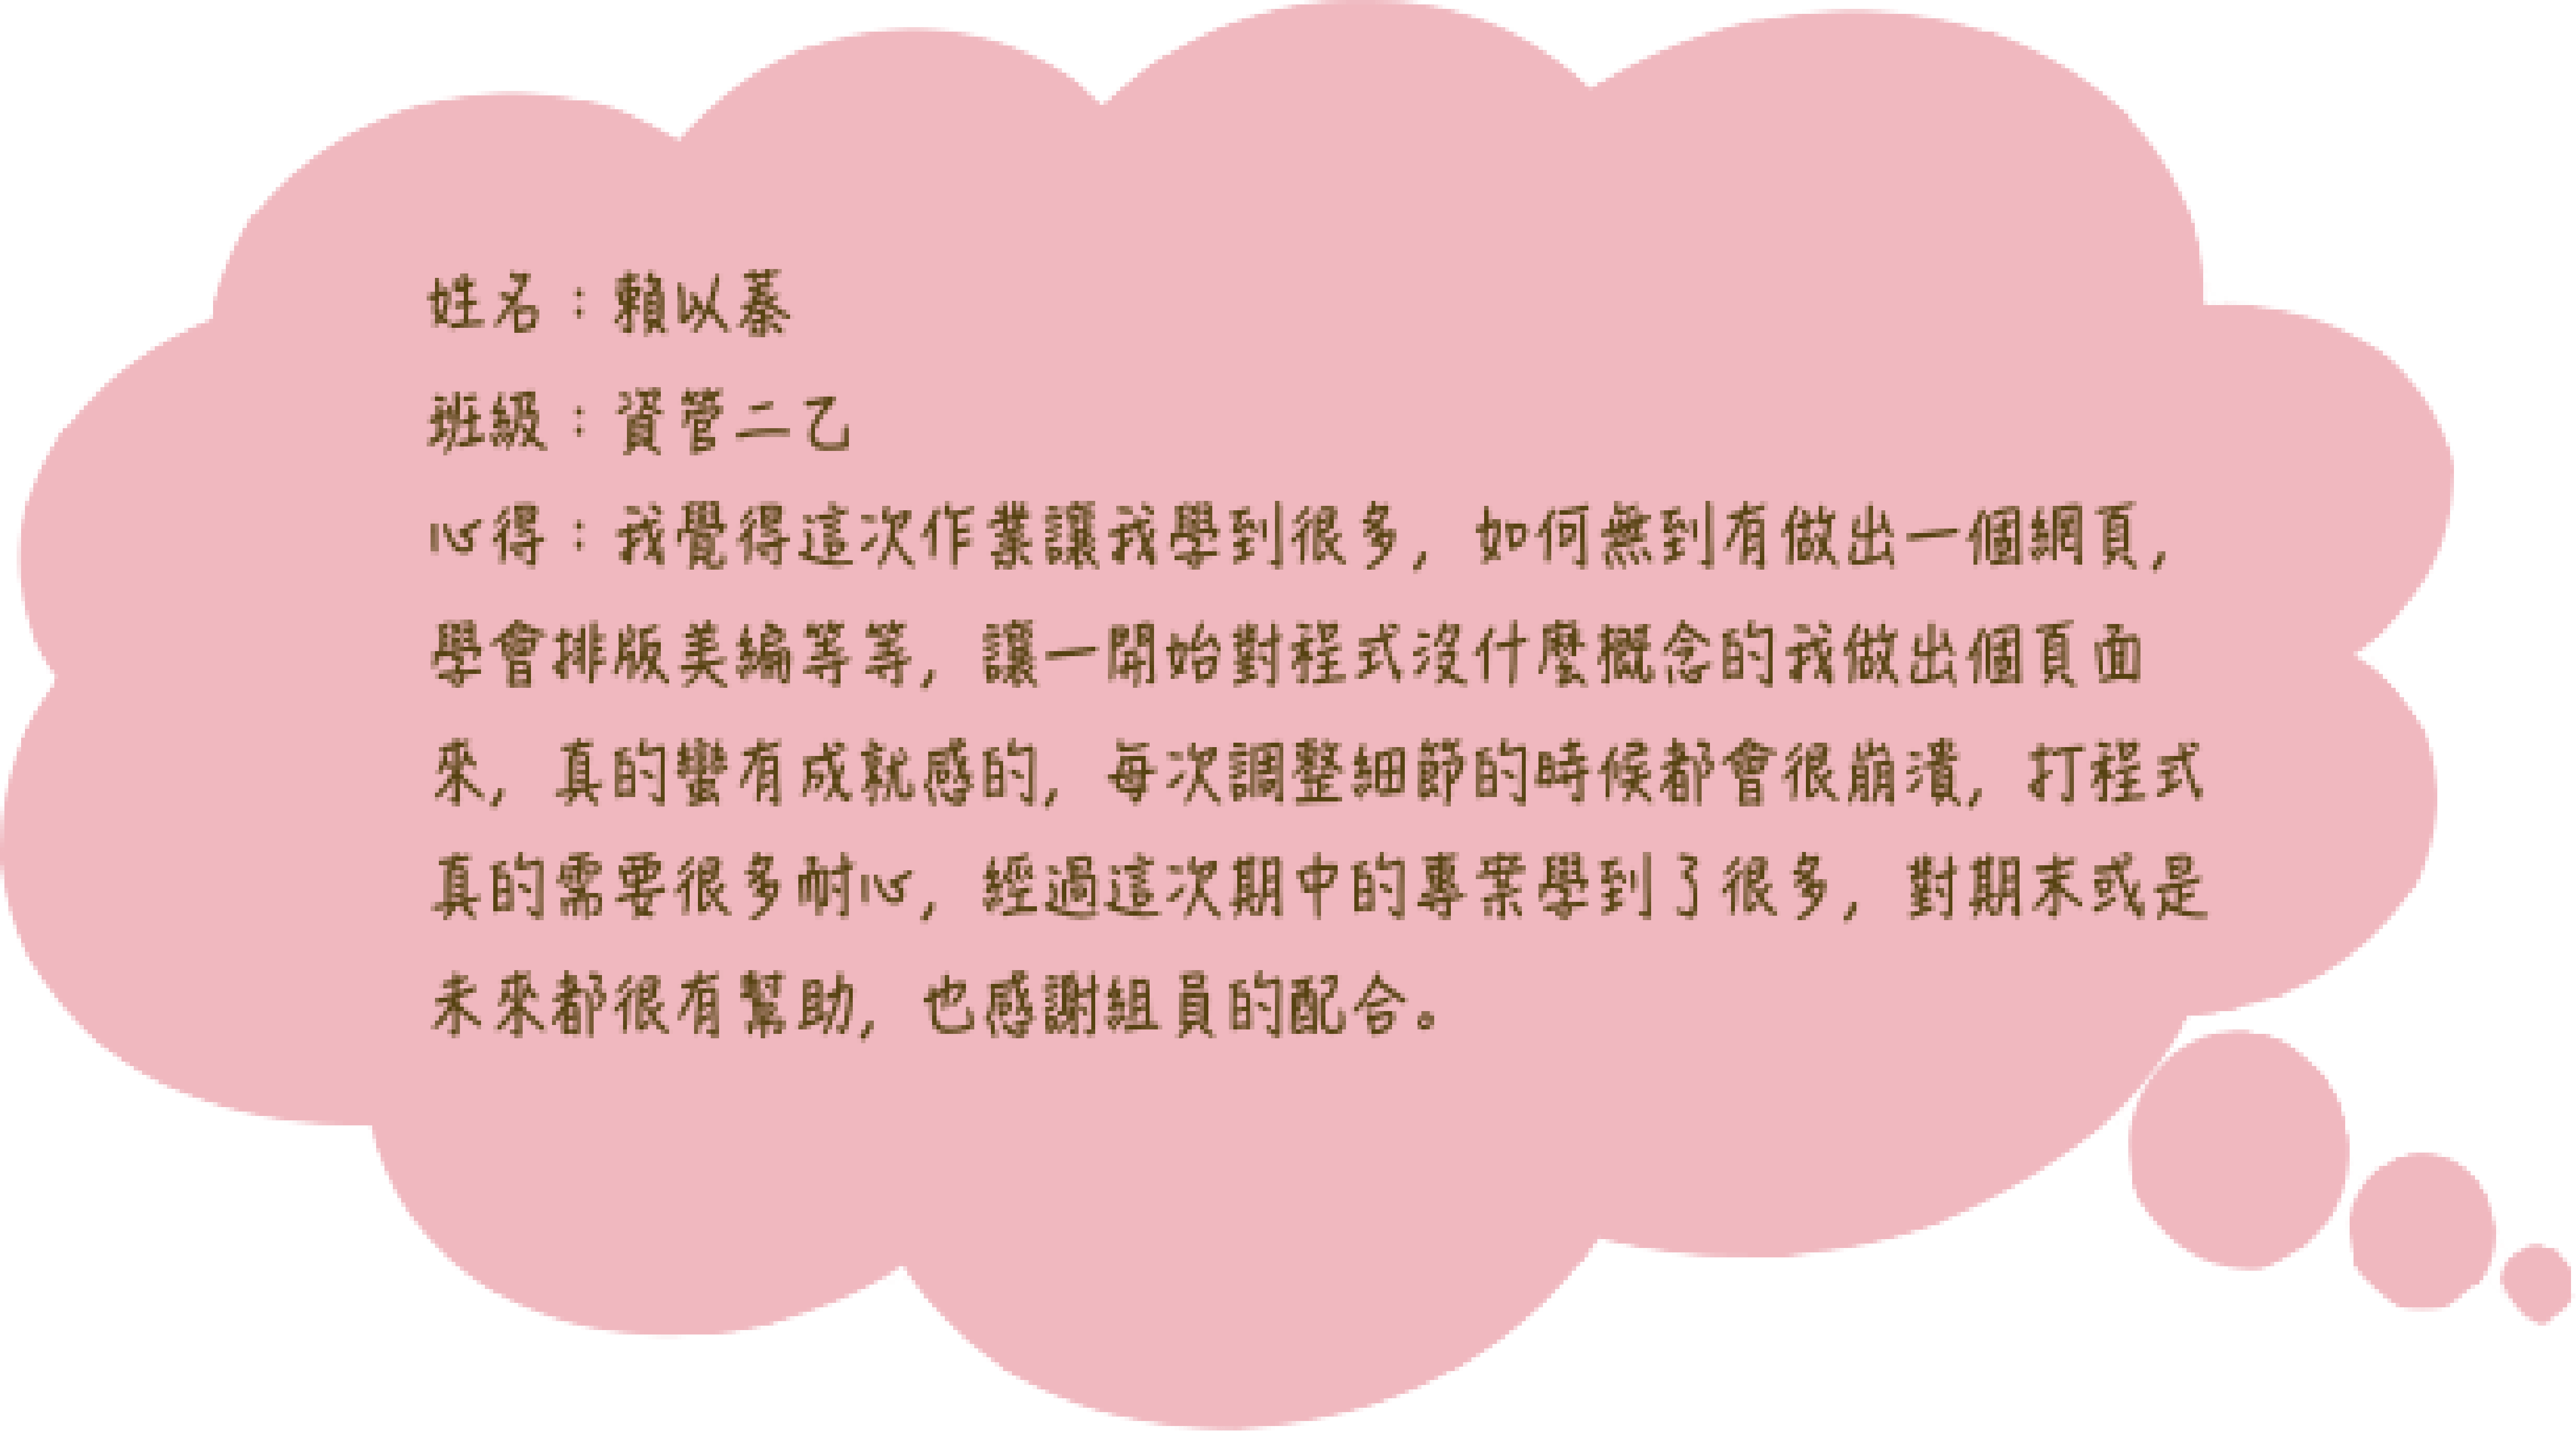 姓名：賴以蓁
班級：資管二乙
心得：我覺得這次作業讓我學到很多，如何無到有做出一個網頁，
學會排版美編等等，讓一開始對程式沒什麼概念的我做出個頁面
來，真的蠻有成就感的，每次調整細節的時候都會很崩潰，打程式
真的需要很多耐心，經過這次期中的專案學到了很多，對期末或是
未來都很有幫助，也感謝組員的配合。